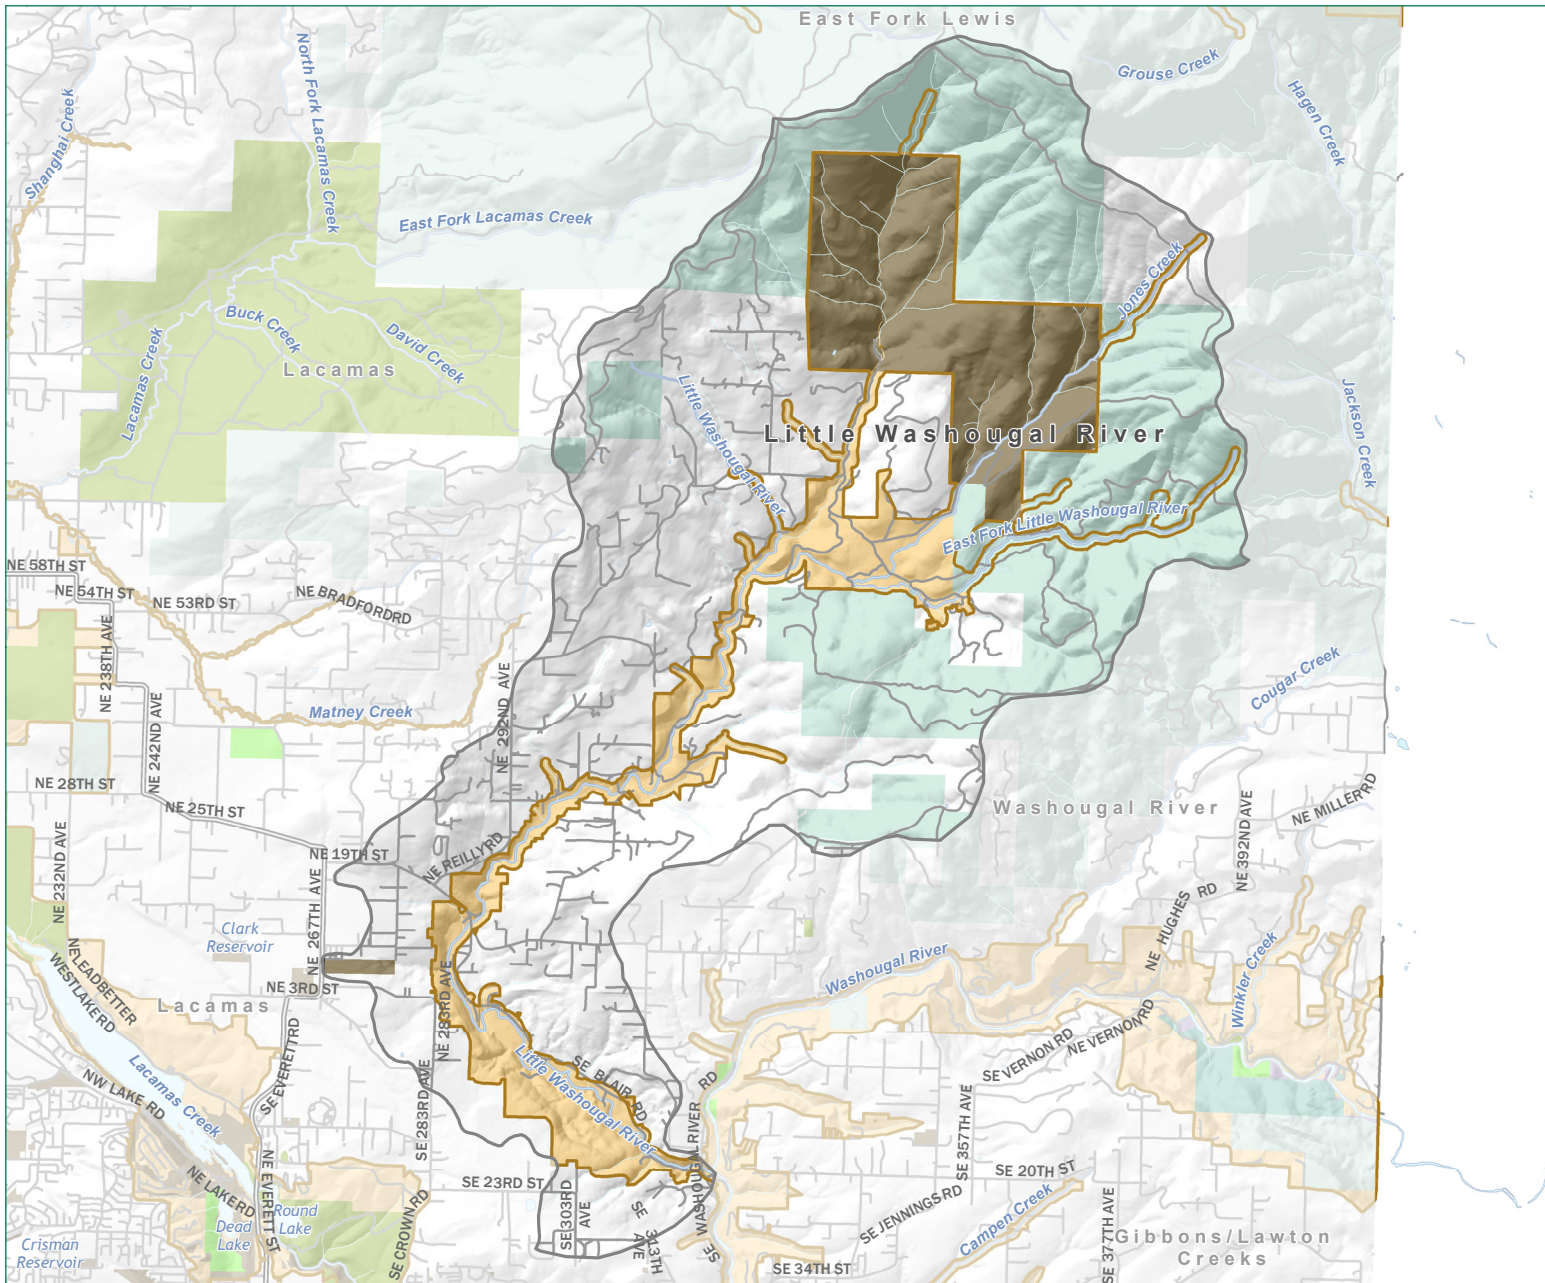 East Fork Lewis
Grouse Creek
Hagen Creek
North Fork Lacamas Creek
Shanghai Creek
East Fork Lacamas Creek
Jones Creek
Buck Creek
David Creek
Lacamas Creek
Lacamas
Little Washougal River
Jackson Creek
Little Washougal River
East Fork Little Washougal River
NE 58TH ST
NE 54TH ST
NE 53RD ST
NE BRADFORD RD
NE 238TH AVE
NE 242ND AVE
Matney Creek
NE 292ND AVE
Cougar Creek
NE 28TH ST
NE 25TH ST
Washougal River
NE MILLER RD
NE 392ND AVE
NE 232ND AVE
NE 19TH ST
NE REILLY RD
NE 267TH AVE
NE HUGHES RD
Clark
Reservoir
NE LEADBETTER
WESTLAKE RD
Washougal River
Winkler Creek
NE 3RD ST
NE 283RD AVE
Lacamas
SE EVERETT RD
NE VERNON RD
SE VERNON RD
Lacamas Creek
NW LAKE RD
Little Washougal River
SE BLAIR RD
SE 283RD AVE
SE WASHOUGAL RIVER RD
SE 357TH AVE
NE LAKE RD
NE EVERETT ST
SE 23RD ST
SE 20TH ST
SE JENNINGS RD
Campen Creek
SE 377TH AVE
SE CROWN RD
SE 303RD
AVE
SE 313TH
AVE
Round
Lake
Dead
Lake
Crisman
Reservoir
Gibbons/Lawton
Creeks
SE 34TH ST